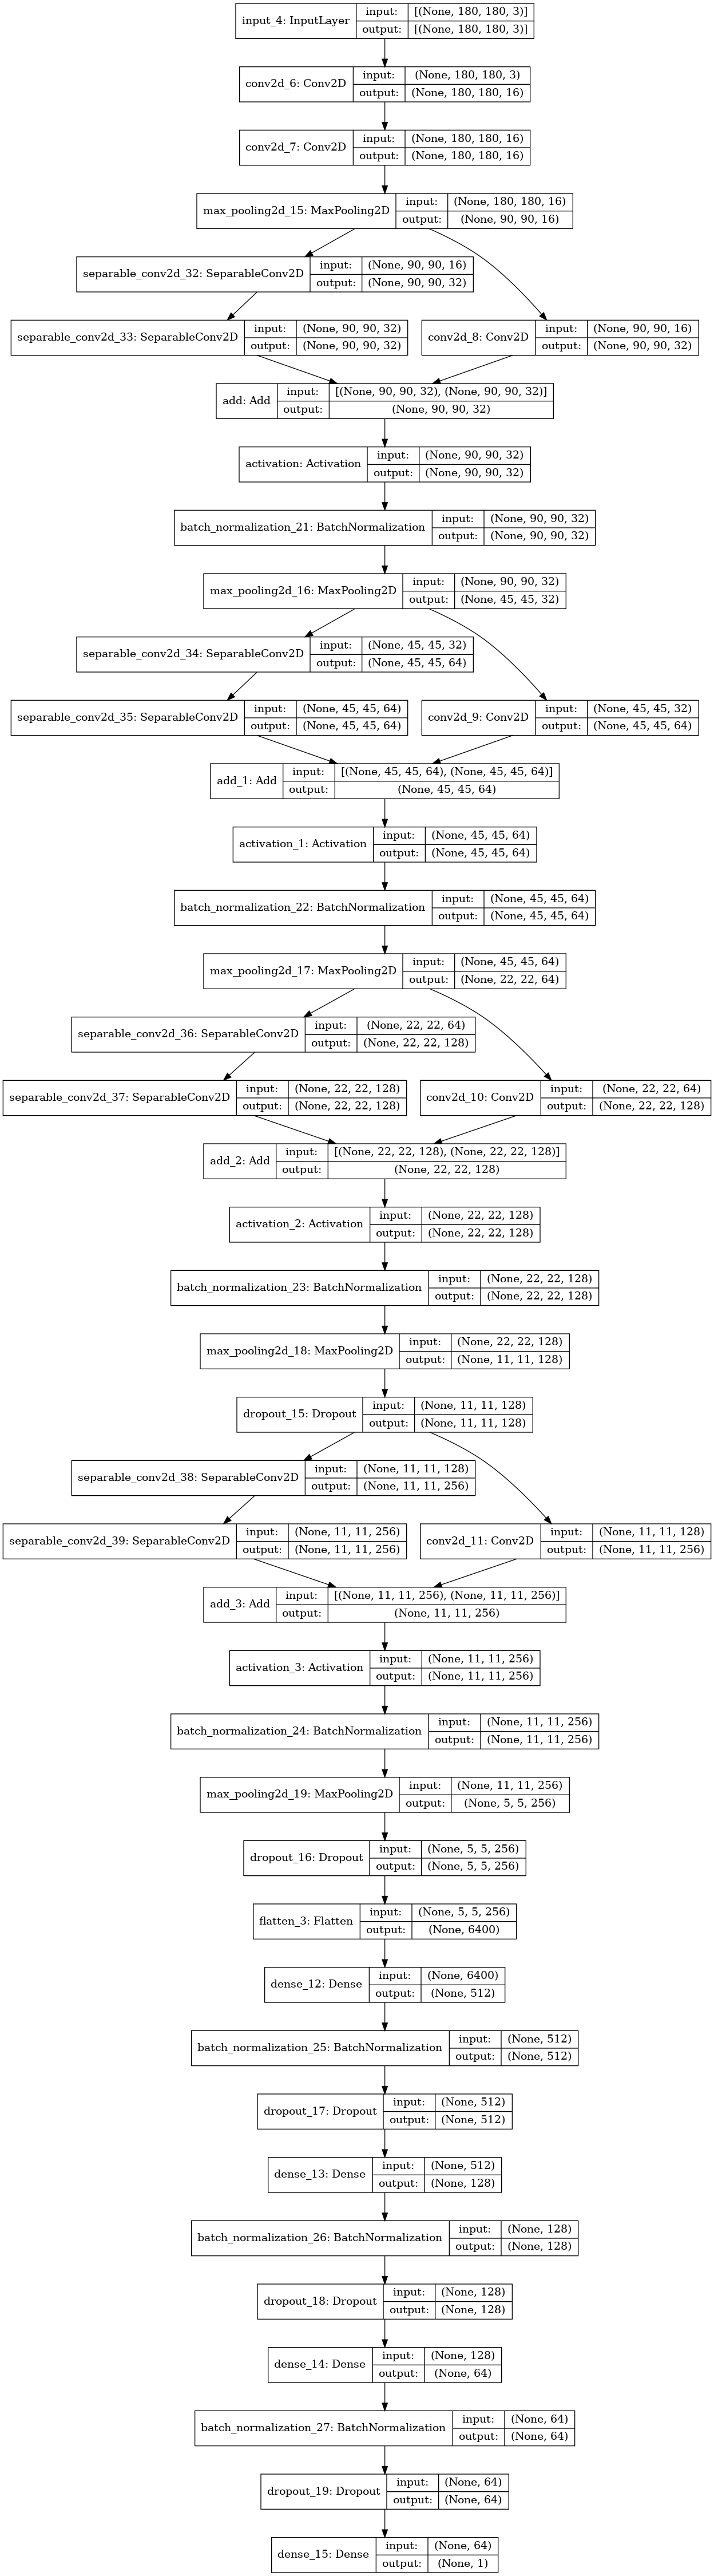 input_4: InputLayer
input: [(None, 180, 180, 3)]
output: [(None, 180, 180, 3)]
conv2d_6: Conv2D
input: (None, 180, 180, 3)
output: (None, 180, 180, 16)
conv2d_7: Conv2D
input: (None, 180, 180, 16)
output: (None, 180, 180, 16)
max_pooling2d_15: MaxPooling2D
input: (None, 180, 180, 16)
output: (None, 90, 90, 16)
separable_conv2d_32: SeparableConv2D
input: (None, 90, 90, 16)
output: (None, 90, 90, 32)
separable_conv2d_33: SeparableConv2D
input: (None, 90, 90, 32)
output: (None, 90, 90, 32)
conv2d_8: Conv2D
input: (None, 90, 90, 16)
output: (None, 90, 90, 32)
add: Add
input: [(None, 90, 90, 32), (None, 90, 90, 32)]
output: (None, 90, 90, 32)
activation: Activation
input: (None, 90, 90, 32)
output: (None, 90, 90, 32)
batch_normalization_21: BatchNormalization
input: (None, 90, 90, 32)
output: (None, 90, 90, 32)
max_pooling2d_16: MaxPooling2D
input: (None, 90, 90, 32)
output: (None, 45, 45, 32)
separable_conv2d_34: SeparableConv2D
input: (None, 45, 45, 32)
output: (None, 45, 45, 64)
separable_conv2d_35: SeparableConv2D
input: (None, 45, 45, 64)
output: (None, 45, 45, 64)
conv2d_9: Conv2D
input: (None, 45, 45, 32)
output: (None, 45, 45, 64)
add_1: Add
input: [(None, 45, 45, 64), (None, 45, 45, 64)]
output: (None, 45, 45, 64)
activation_1: Activation
input: (None, 45, 45, 64)
output: (None, 45, 45, 64)
batch_normalization_22: BatchNormalization
input: (None, 45, 45, 64)
output: (None, 45, 45, 64)
max_pooling2d_17: MaxPooling2D
input: (None, 45, 45, 64)
output: (None, 22, 22, 64)
separable_conv2d_36: SeparableConv2D
input: (None, 22, 22, 64)
output: (None, 22, 22, 128)
separable_conv2d_37: SeparableConv2D
input: (None, 22, 22, 128)
output: (None, 22, 22, 128)
conv2d_10: Conv2D
input: (None, 22, 22, 64)
output: (None, 22, 22, 128)
add_2: Add
input: [(None, 22, 22, 128), (None, 22, 22, 128)]
output: (None, 22, 22, 128)
activation_2: Activation
input: (None, 22, 22, 128)
output: (None, 22, 22, 128)
batch_normalization_23: BatchNormalization
input: (None, 22, 22, 128)
output: (None, 22, 22, 128)
max_pooling2d_18: MaxPooling2D
input: (None, 22, 22, 128)
output: (None, 11, 11, 128)
dropout_15: Dropout
input: (None, 11, 11, 128)
output: (None, 11, 11, 128)
separable_conv2d_38: SeparableConv2D
input: (None, 11, 11, 128)
output: (None, 11, 11, 256)
separable_conv2d_39: SeparableConv2D
input: (None, 11, 11, 256)
output: (None, 11, 11, 256)
conv2d_11: Conv2D
input: (None, 11, 11, 128)
output: (None, 11, 11, 256)
add_3: Add
input: [(None, 11, 11, 256), (None, 11, 11, 256)]
output: (None, 11, 11, 256)
activation_3: Activation
input: (None, 11, 11, 256)
output: (None, 11, 11, 256)
batch_normalization_24: BatchNormalization
input: (None, 11, 11, 256)
output: (None, 11, 11, 256)
max_pooling2d_19: MaxPooling2D
input: (None, 11, 11, 256)
output: (None, 5, 5, 256)
dropout_16: Dropout
input: (None, 5, 5, 256)
output: (None, 5, 5, 256)
flatten_3: Flatten
input: (None, 5, 5, 256)
output: (None, 6400)
dense_12: Dense
input: (None, 6400)
output: (None, 512)
batch_normalization_25: BatchNormalization
input: (None, 512)
output: (None, 512)
dropout_17: Dropout
input: (None, 512)
output: (None, 512)
dense_13: Dense
input: (None, 512)
output: (None, 128)
batch_normalization_26: BatchNormalization
input: (None, 128)
output: (None, 128)
dropout_18: Dropout
input: (None, 128)
output: (None, 128)
dense_14: Dense
input: (None, 128)
output: (None, 64)
batch_normalization_27: BatchNormalization
input: (None, 64)
output: (None, 64)
dropout_19: Dropout
input: (None, 64)
output: (None, 64)
dense_15: Dense
input: (None, 64)
output: (None, 1)